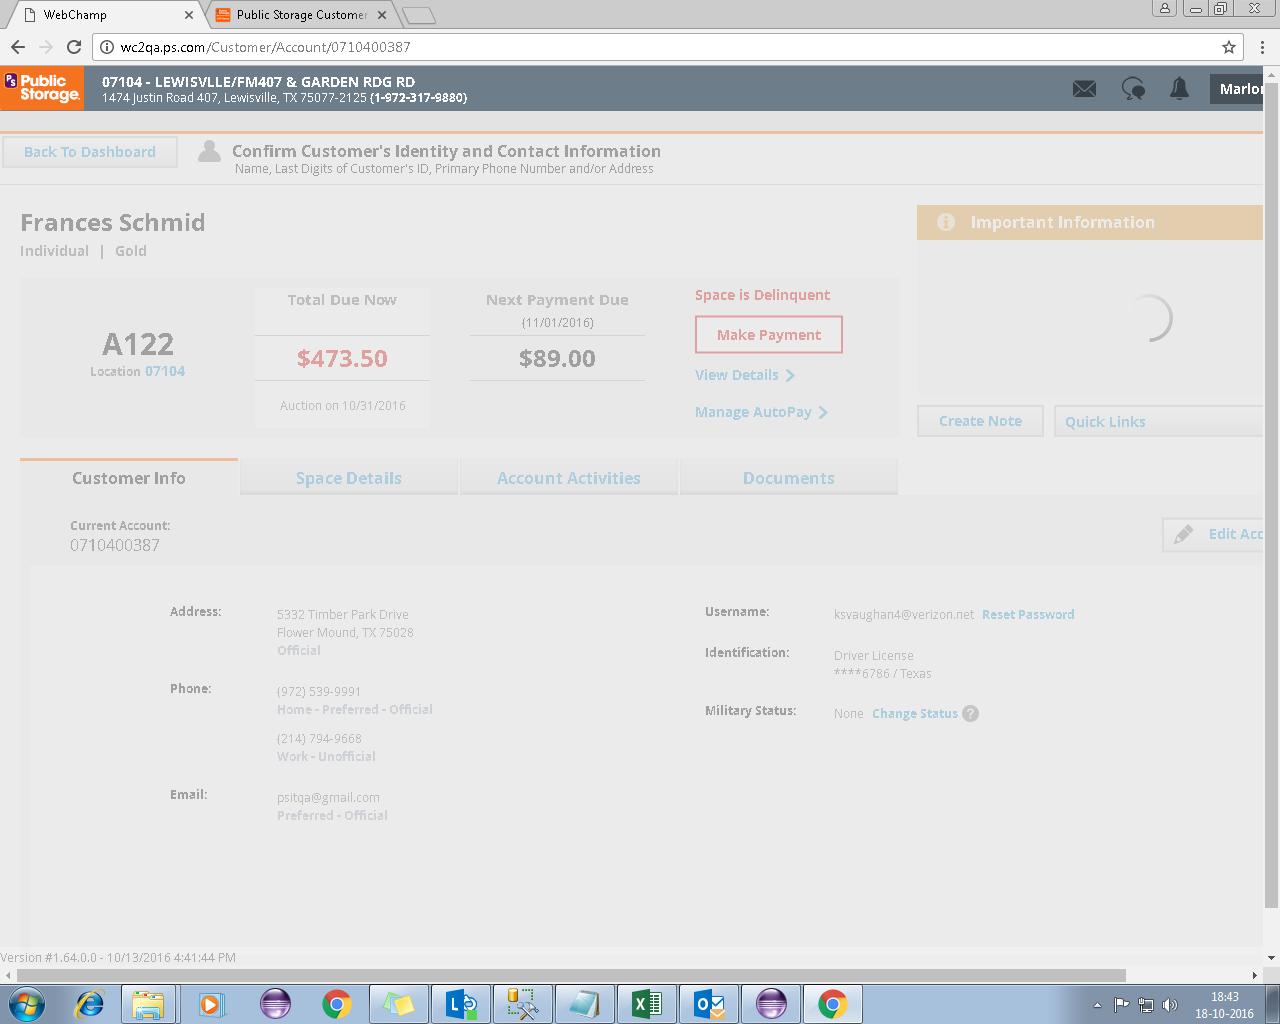 WebChamp
Public Storage Customer
wc2qa.ps.com/Customer/Account/0710400387
Ps Public Storage
07104 - LEWISVLLE/FM407 & GARDEN RDG RD
1474 Justin Road 407, Lewisville, TX 75077-2125 (1-972-317-9880)
Marlo
Back To Dashboard
Confirm Customer's Identity and Contact Information
Name, Last Digits of Customer's ID, Primary Phone Number and/or Address
Frances Schmid
Individual | Gold
Important Information
A122
Location 07104
Total Due Now
$473.50
Auction on 10/31/2016
Next Payment Due
(11/01/2016)
$89.00
Space is Delinquent
Make Payment
View Details
Manage AutoPay
Create Note
Quick Links
Customer Info
Space Details
Account Activities
Documents
Current Account:
0710400387
Edit Acc
Address:
5332 Timber Park Drive
Flower Mound, TX 75028
Official
Phone:
(972) 539-9991
Home - Preferred - Official
(214) 794-9668
Work - Unofficial
Email:
psitqa@gmail.com
Preferred - Official
Username:
ksvaughan4@verizon.net Reset Password
Identification:
Driver License
****6786 / Texas
Military Status:
None Change Status ?
Version #1.64.0.0 - 10/13/2016 4:41:44 PM
18:43
18-10-2016